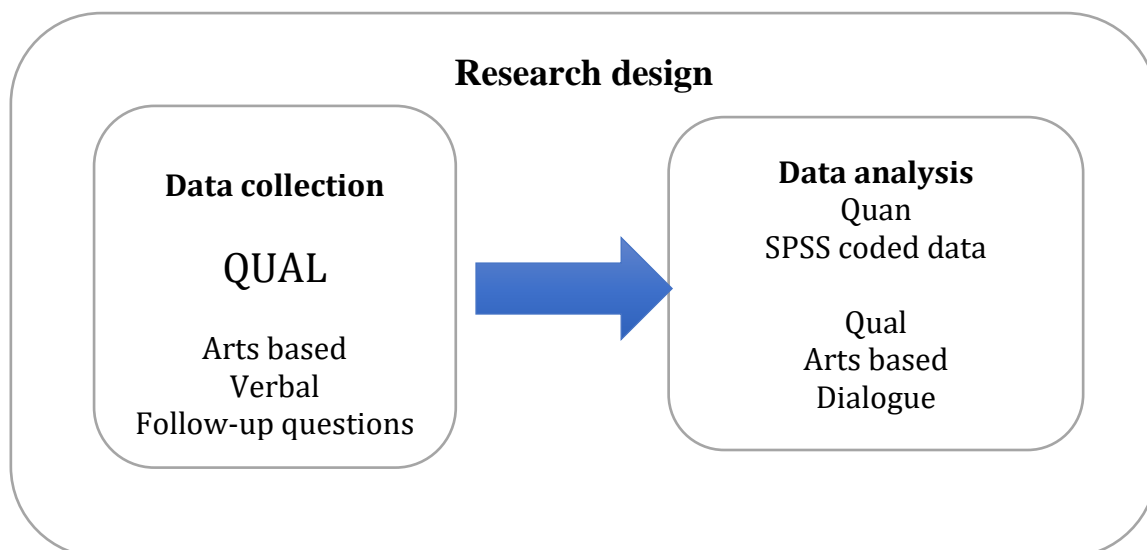 Research design
Data collection
QUAL
Arts based
Verbal
Follow-up questions
Data analysis
Quan
SPSS coded data
Qual
Arts based
Dialogue